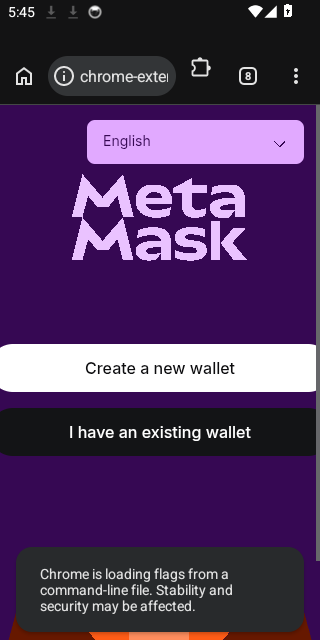 5:45
chrome-exte
8
English
Meta
Mask
Create a new wallet
I have an existing wallet
Chrome is loading flags from a
command-line file. Stability and
security may be affected.